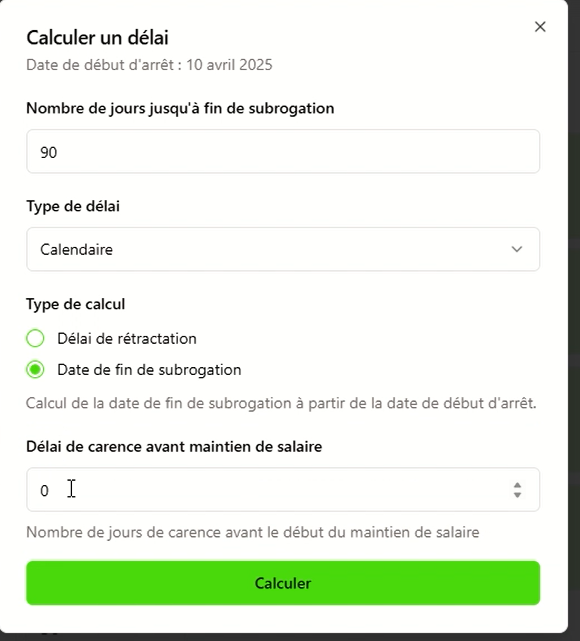 Calculer un délai
Date de début d'arrêt : 10 avril 2025
Nombre de jours jusqu'à fin de subrogation
90
Type de délai
Calendaire
Type de calcul
Délai de rétractation
Date de fin de subrogation
Calcul de la date de fin de subrogation à partir de la date de début d'arrêt.
Délai de carence avant maintien de salaire
0
Nombre de jours de carence avant le début du maintien de salaire
Calculer